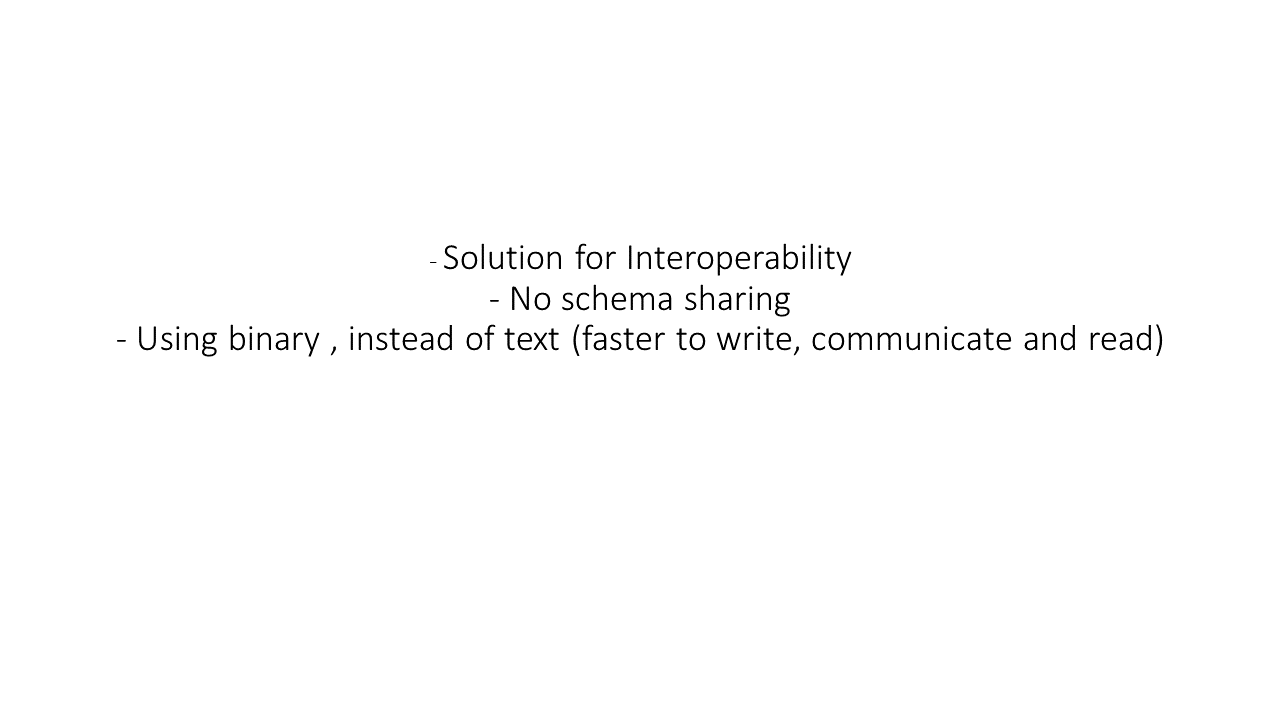 - Solution for Interoperability
- No schema sharing
- Using binary , instead of text (faster to write, communicate and read)